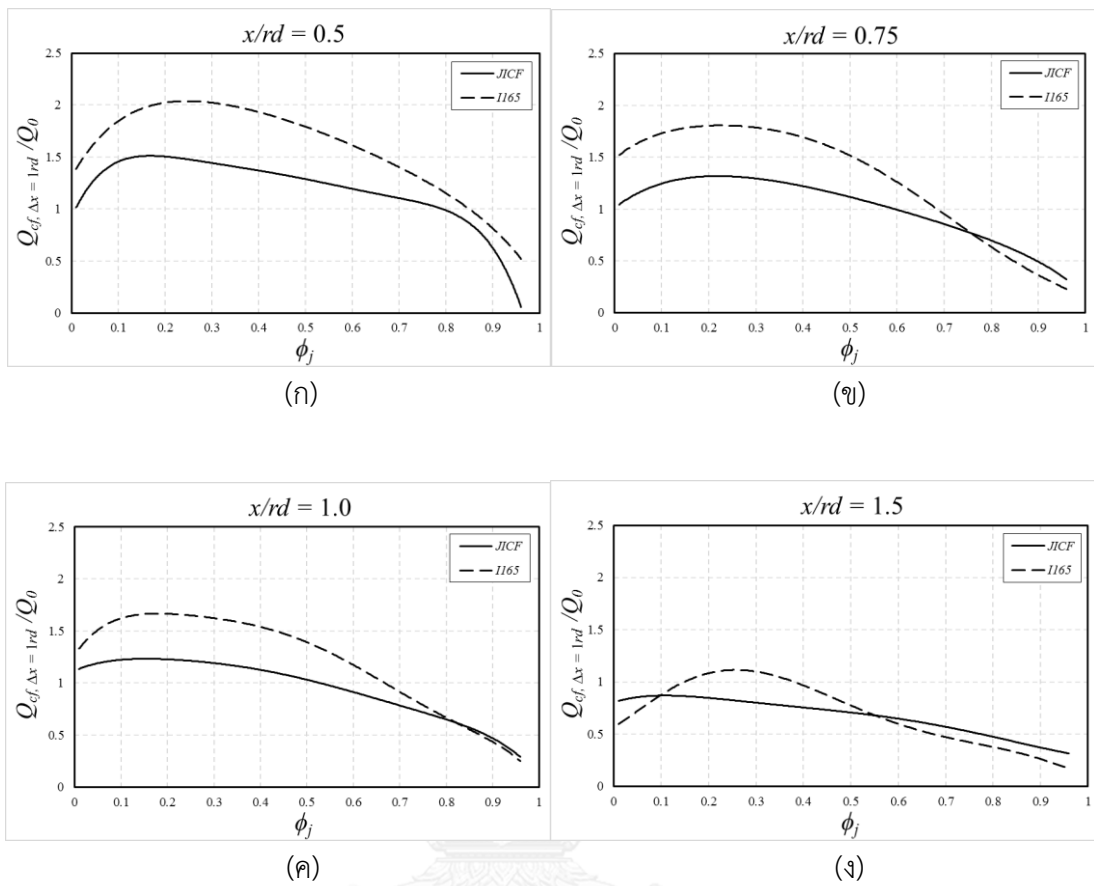 x/rd = 0.5
2.5
2
1.5
1
0.5
0
Q_{cf, Δx = 1rd} /Q_0
JICF
I165
0 0.1 0.2 0.3 0.4 0.5 0.6 0.7 0.8 0.9 1
ϕ_j
(ก)
x/rd = 0.75
2.5
2
1.5
1
0.5
0
Q_{cf, Δx = 1rd} /Q_0
JICF
I165
0 0.1 0.2 0.3 0.4 0.5 0.6 0.7 0.8 0.9 1
ϕ_j
(ข)
x/rd = 1.0
2.5
2
1.5
1
0.5
0
Q_{cf, Δx = 1rd} /Q_0
JICF
I165
0 0.1 0.2 0.3 0.4 0.5 0.6 0.7 0.8 0.9 1
ϕ_j
(ค)
x/rd = 1.5
2.5
2
1.5
1
0.5
0
Q_{cf, Δx = 1rd} /Q_0
JICF
I165
0 0.1 0.2 0.3 0.4 0.5 0.6 0.7 0.8 0.9 1
ϕ_j
(ง)